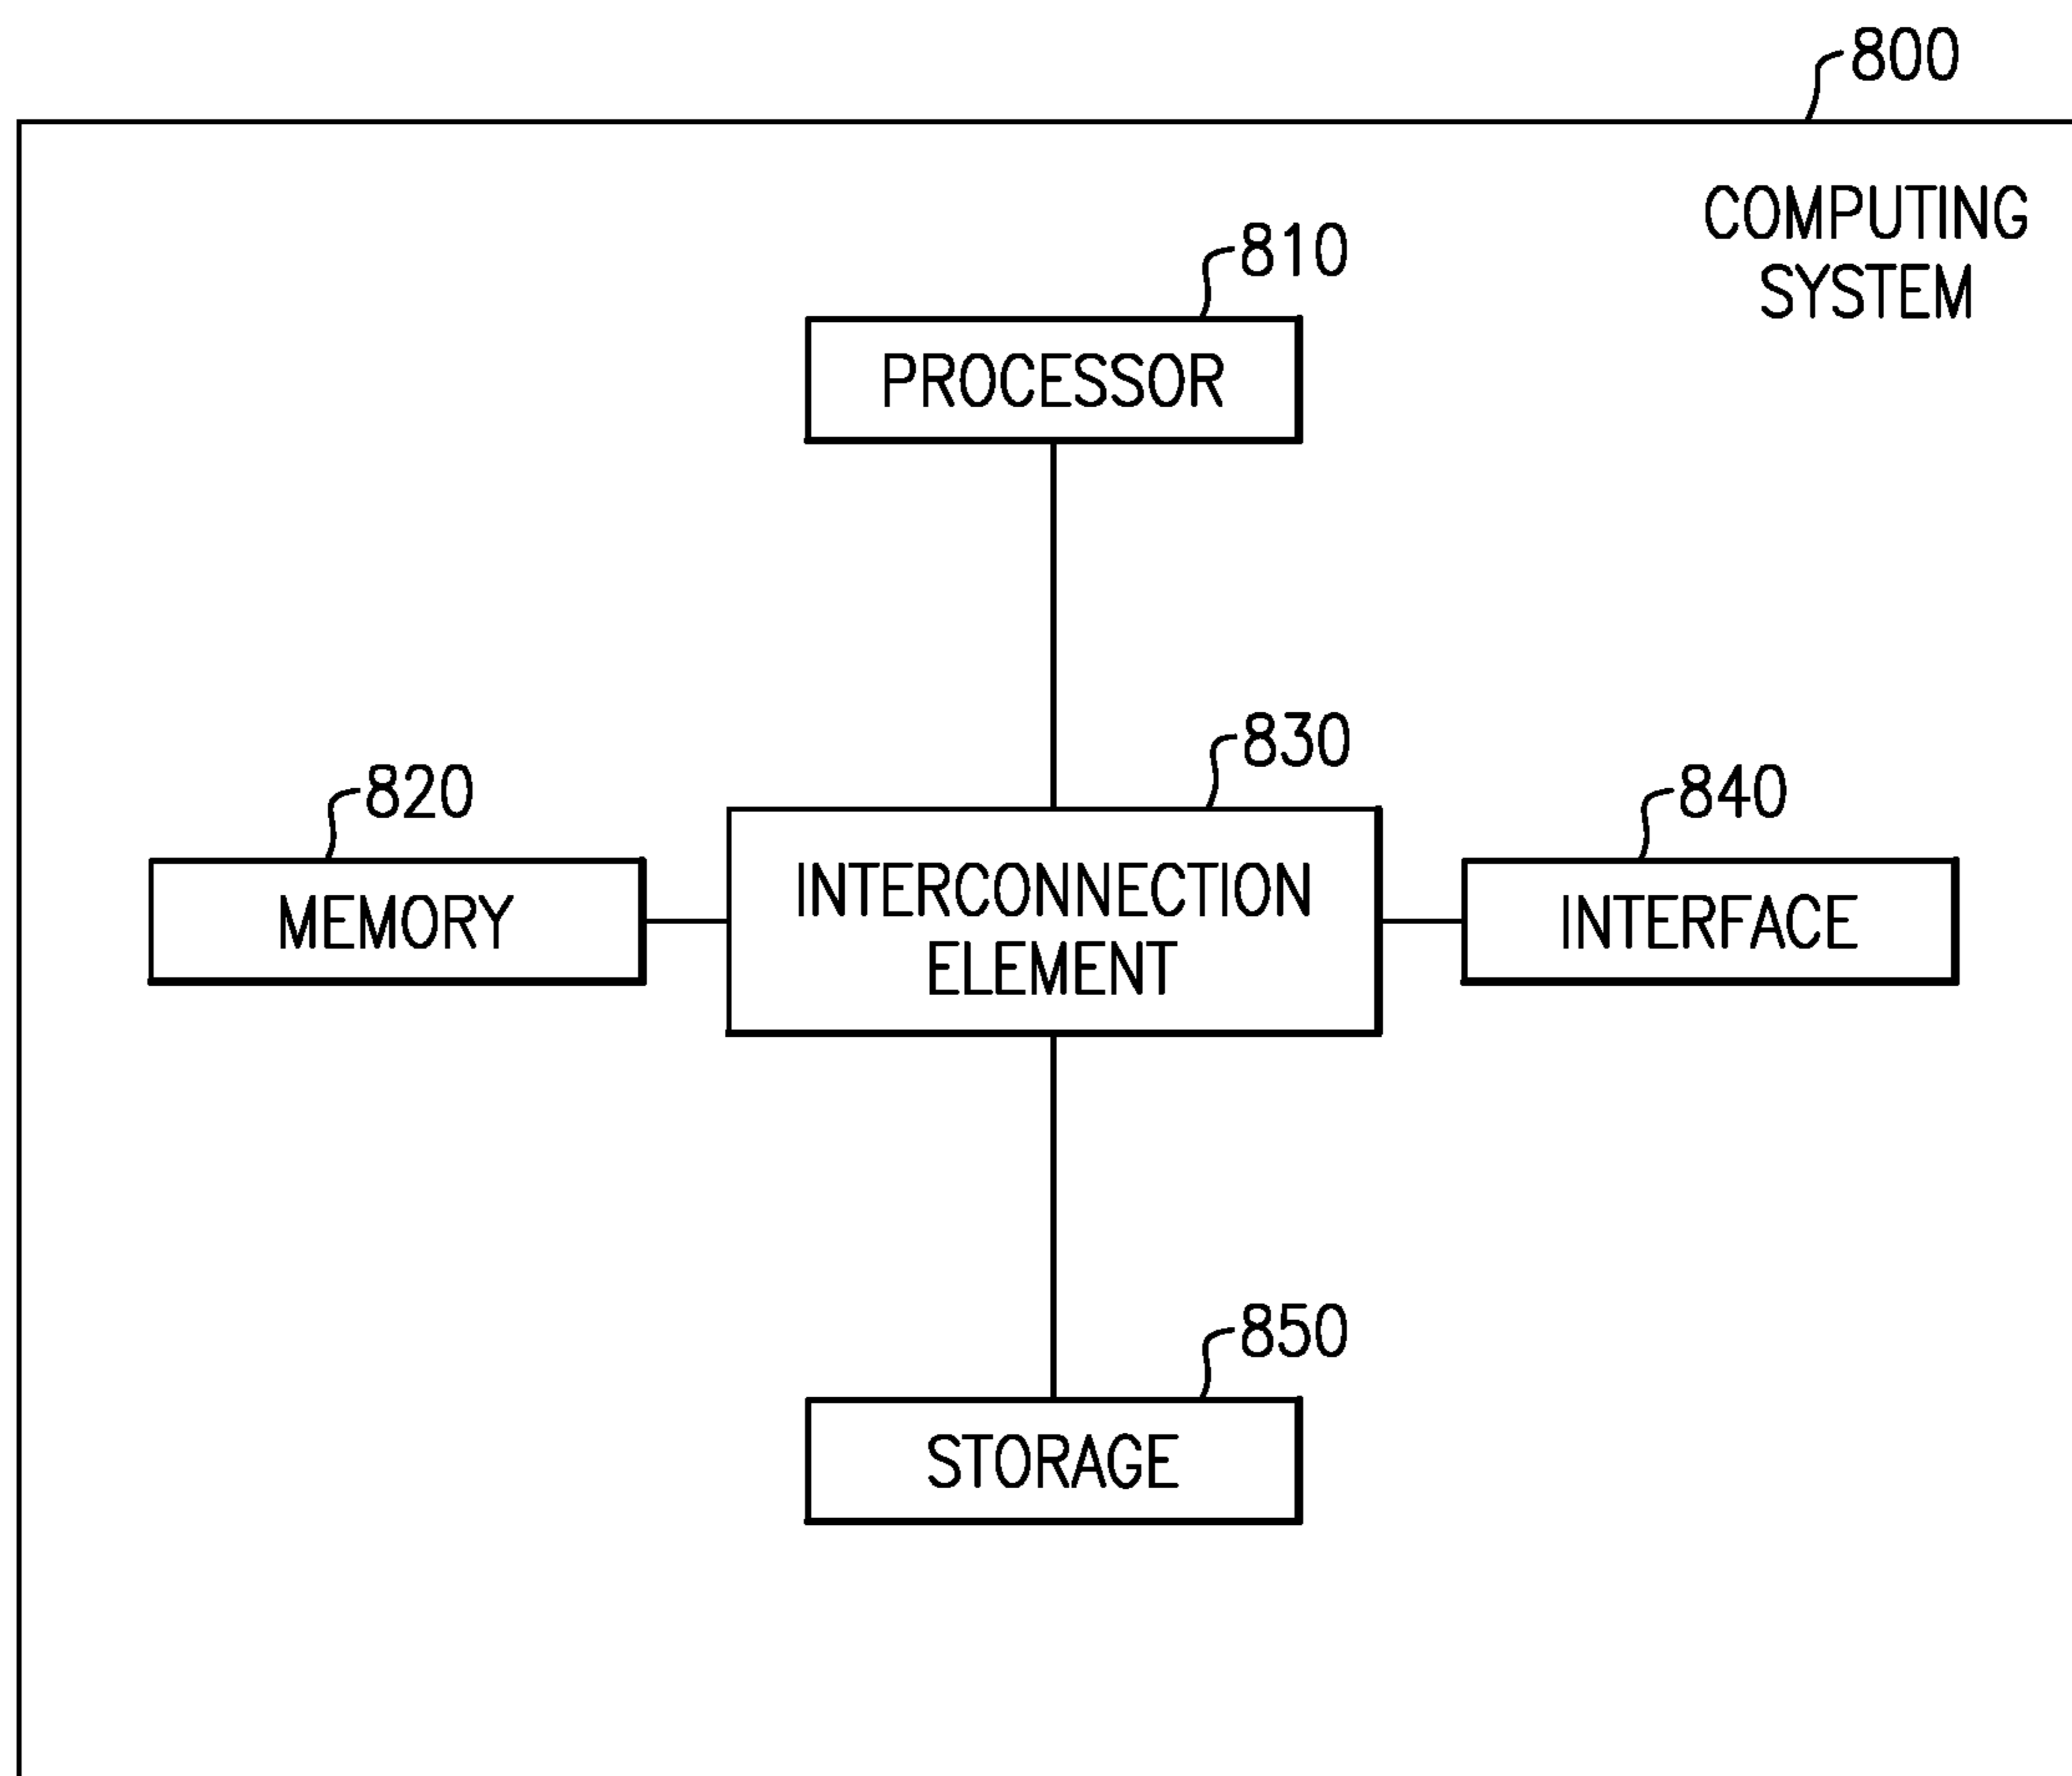 800
COMPUTING
SYSTEM
810
PROCESSOR
830
INTERCONNECTION
ELEMENT
820
MEMORY
840
INTERFACE
850
STORAGE